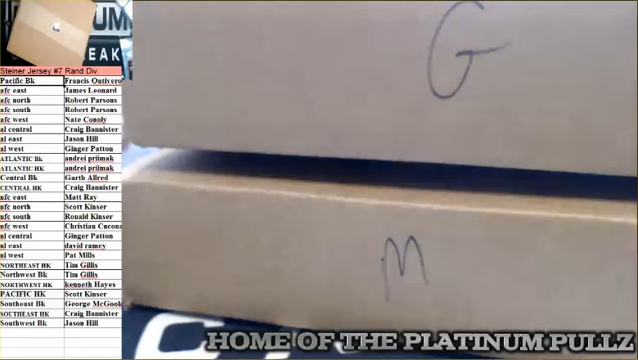 UM
EAK
Steiner Jersey #7 Rand Div.
Pacific Bk Francis Ontivero
afc east James Leonard
afc north Robert Parsons
afc south Robert Parsons
afc west Nate Conoly
al central Craig Bannister
al east Jason Hill
al west Ginger Patton
ATLANTIC Bk andrei priimak
ATLANTIC HK andrei priimak
Central Bk Garth Allred
CENTRAL HK Craig Bannister
nfc east Matt Ray
nfc north Scott Kinser
nfc south Ronald Kinser
nfc west Christian Cucona
nl central Ginger Patton
nl east david ramey
nl west Pat Mills
NORTHEAST HK Tim Gillis
Northwest Bk Tim Gillis
NORTHWEST HK kenneth Hayes
PACIFIC HK Scott Kinser
Southeast Bk George McGook
SOUTHEAST HK Craig Bannister
Southwest Bk Jason Hill
G
M
HOME OF THE PLATINUM PULLZ